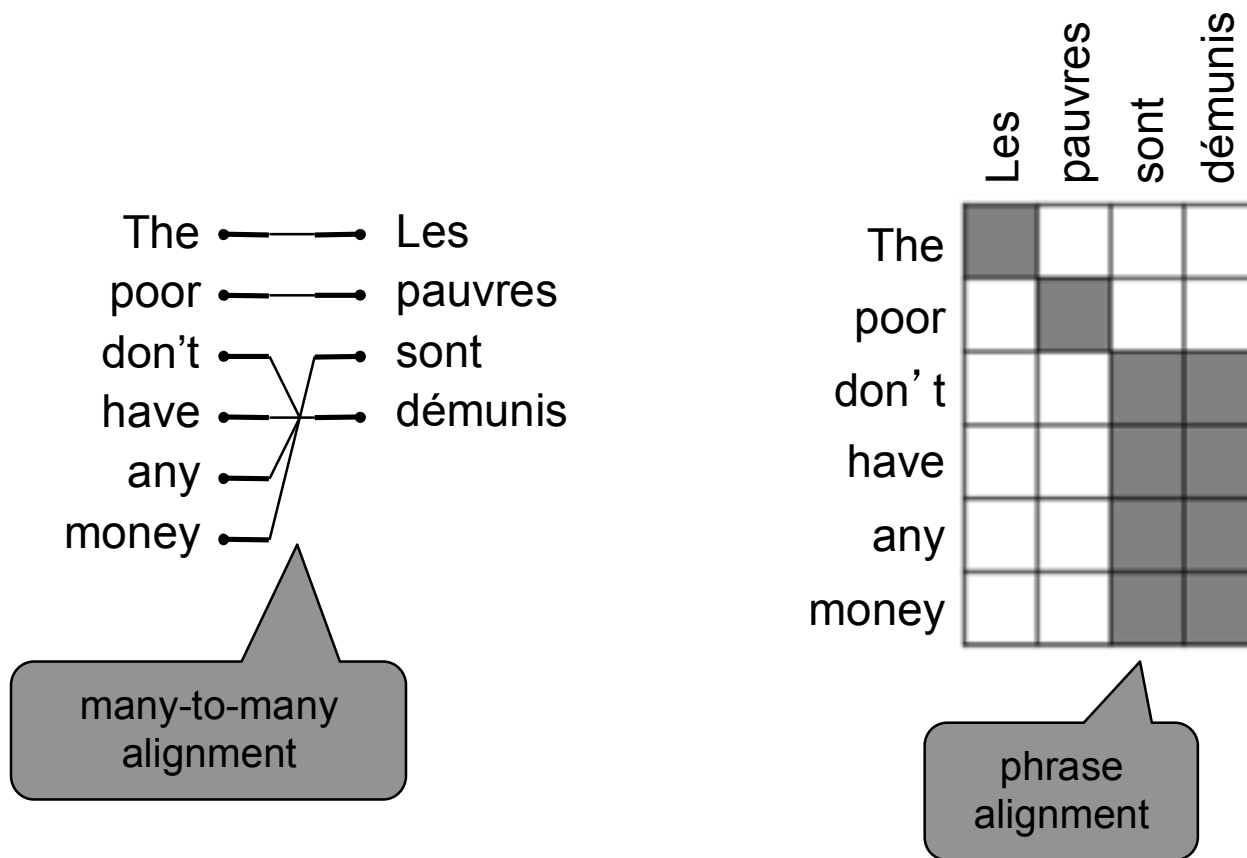 The Les
poor pauvres
don't sont
have démunis
any
money
many-to-many
alignment
Les pauvres sont démunis
The
poor
don’ t
have
any
money
phrase
alignment